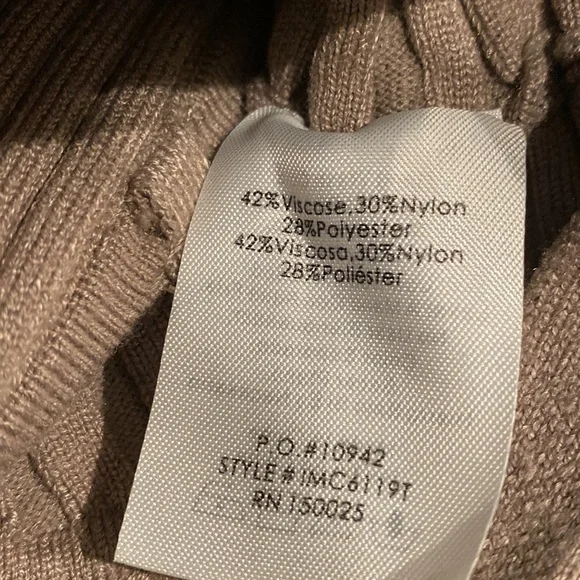 42%Viscose,30%Nylon
28%Polyester
42%Viscosa,30%Nylon
28%Poliéster
P.O.#10942
STYLE # IMC6119T
RN 150025